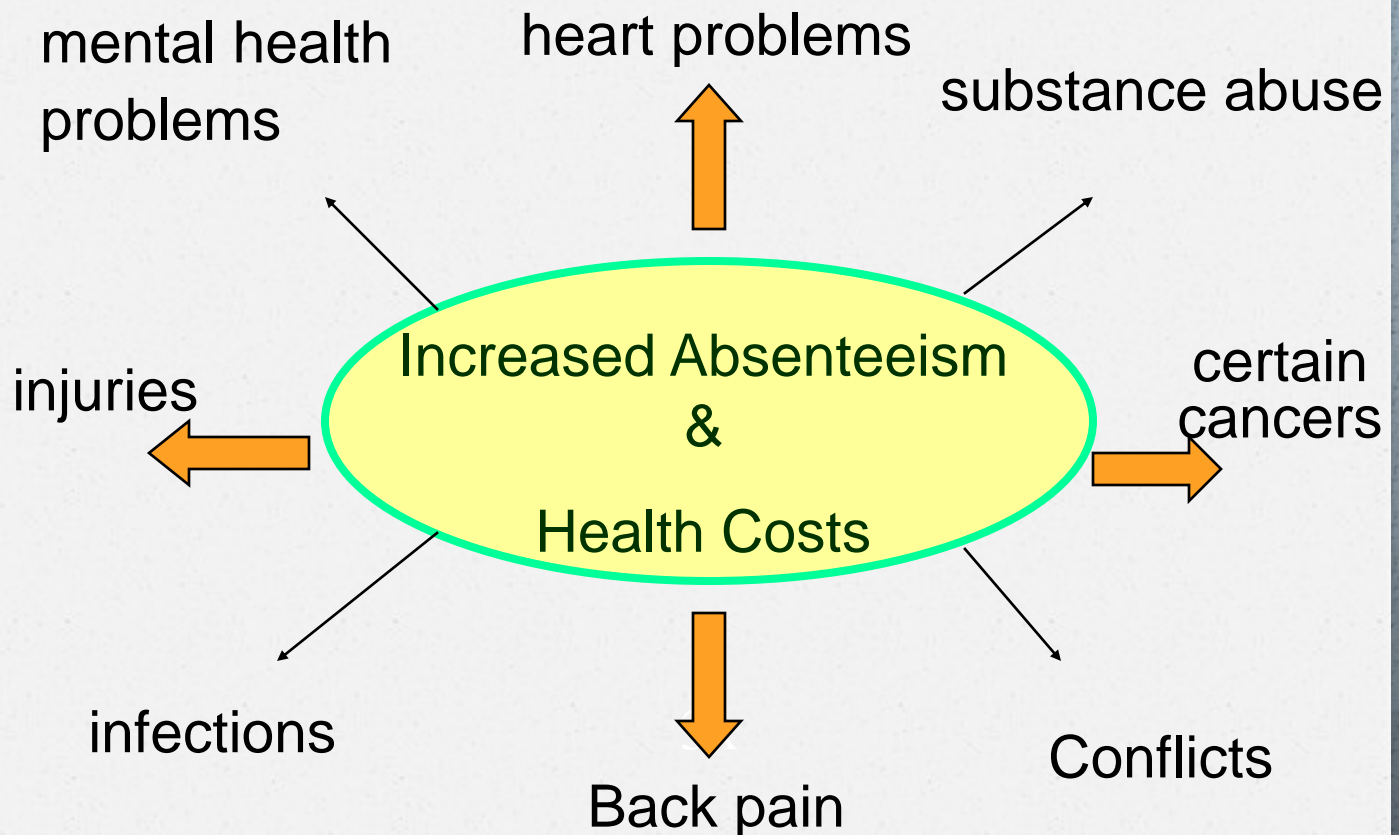 mental health
problems
heart problems
substance abuse
Increased Absenteeism
&
Health Costs
injuries
certain
cancers
infections
Back pain
Conflicts